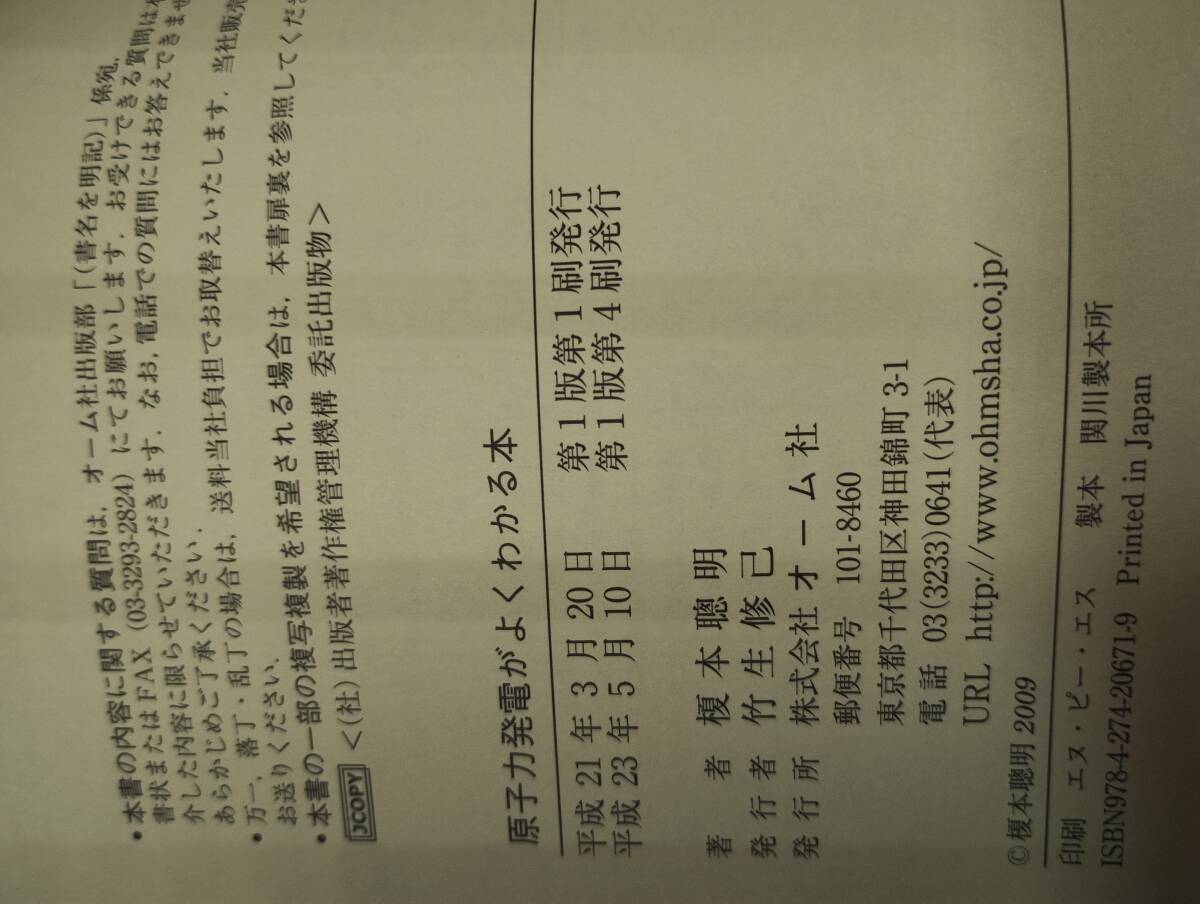 • 本書の内容に関する質問は，オーム社出版部「（書名を明記）」係宛，
書状またはFAX（03-3293-2824）にてお願いします．お受けできる質問は本
介した内容に限らせていただきます．なお，電話での質問にはお答えできませ
あらかじめご了承ください．
• 万一，落丁・乱丁の場合は，送料当社負担でお取替えいたします．当社販売
お送りください．
• 本書の一部の複写複製を希望される場合は，本書扉裏を参照してくださ
JCOPY ＜（社）出版者著作権管理機構 委託出版物＞
原子力発電がよくわかる本
平成 21 年 3 月 20 日　第 1 版第 1 刷発行
平成 23 年 5 月 10 日　第 1 版第 4 刷発行
著　者　榎本聰明
発行者　竹生修己
発行所　株式会社 オーム社
郵便番号　101-8460
東京都千代田区神田錦町 3-1
電話　03(3233)0641(代表)
URL　http://www.ohmsha.co.jp/
© 榎本聰明 2009
印刷　エヌ・ピー・エス　製本　関川製本所
ISBN978-4-274-20671-9　Printed in Japan